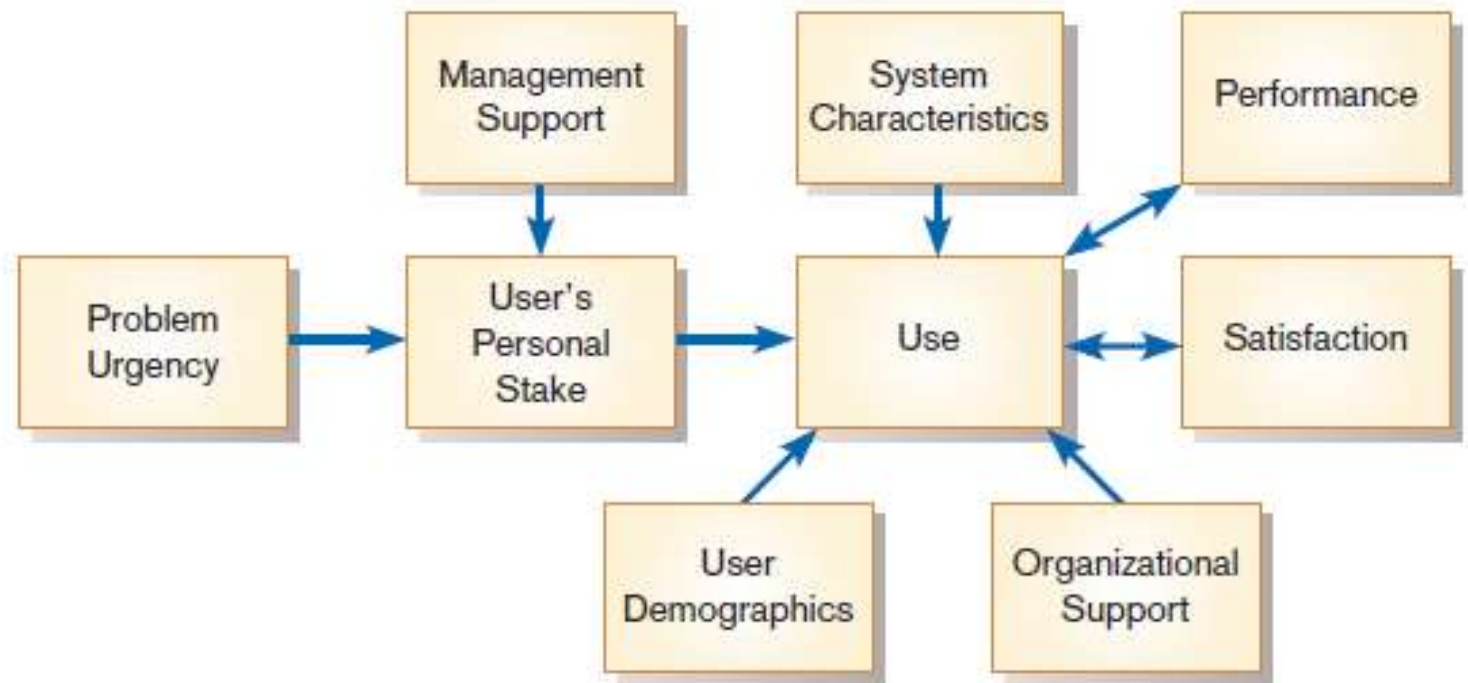 Management
Support
System
Characteristics
Performance
Problem
Urgency
User's
Personal
Stake
Use
Satisfaction
User
Demographics
Organizational
Support